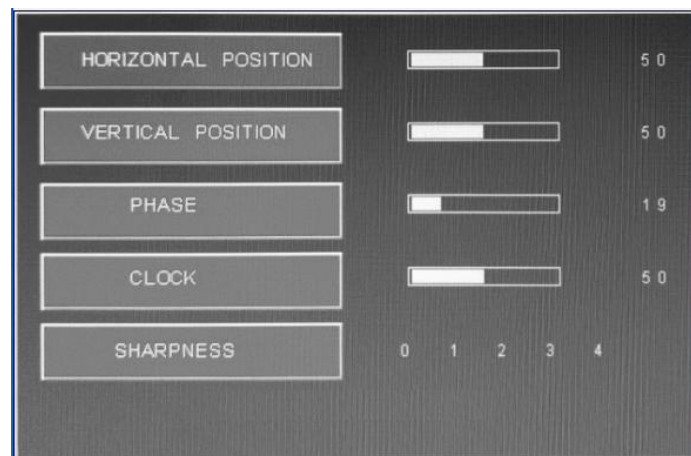 HORIZONTAL POSITION 50
VERTICAL POSITION 50
PHASE 19
CLOCK 50
SHARPNESS 0 1 2 3 4